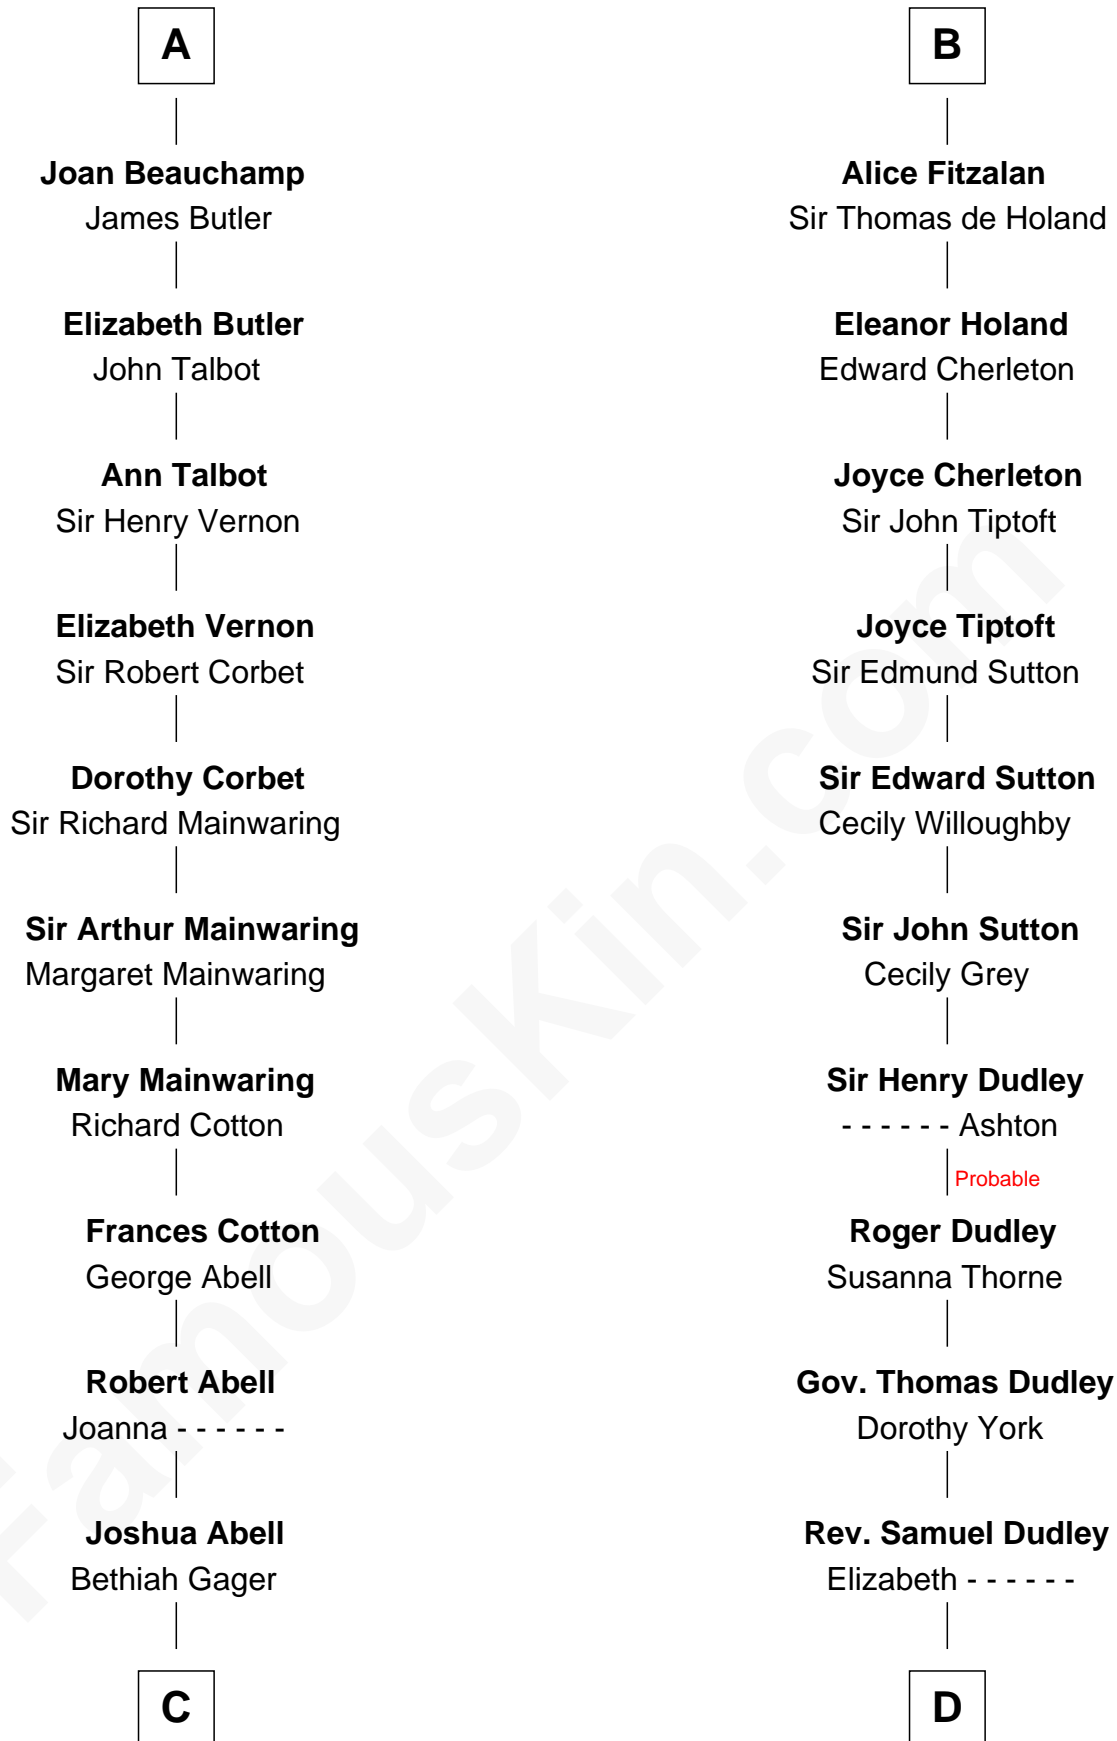 A
Joan Beauchamp
James Butler
Elizabeth Butler
John Talbot
Ann Talbot
Sir Henry Vernon
Elizabeth Vernon
Sir Robert Corbet
Dorothy Corbet
Sir Richard Mainwaring
Sir Arthur Mainwaring
Margaret Mainwaring
Mary Mainwaring
Richard Cotton
Frances Cotton
George Abell
Robert Abell
Joanna - - - - - -
Joshua Abell
Bethiah Gager
C
B
Alice Fitzalan
Sir Thomas de Holand
Eleanor Holand
Edward Cherleton
Joyce Cherleton
Sir John Tiptoft
Joyce Tiptoft
Sir Edmund Sutton
Sir Edward Sutton
Cecily Willoughby
Sir John Sutton
Cecily Grey
Sir Henry Dudley
- - - - - - Ashton
Probable
Roger Dudley
Susanna Thorne
Gov. Thomas Dudley
Dorothy York
Rev. Samuel Dudley
Elizabeth - - - - - -
D
FamousKin.com